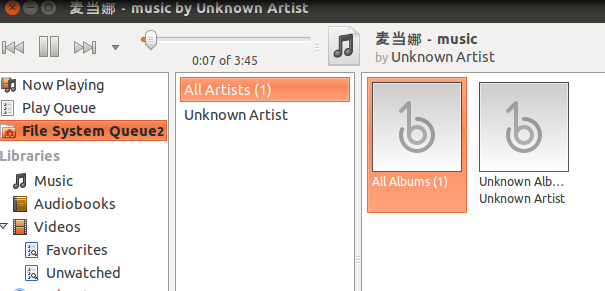 麦当娜 - music by Unknown Artist
0:07 of 3:45
麦当娜 - music
by Unknown Artist
Now Playing
Play Queue
File System Queue2
Libraries
Music
Audiobooks
Videos
Favorites
Unwatched
All Artists (1)
Unknown Artist
All Albums (1)
Unknown Alb...
Unknown Artist